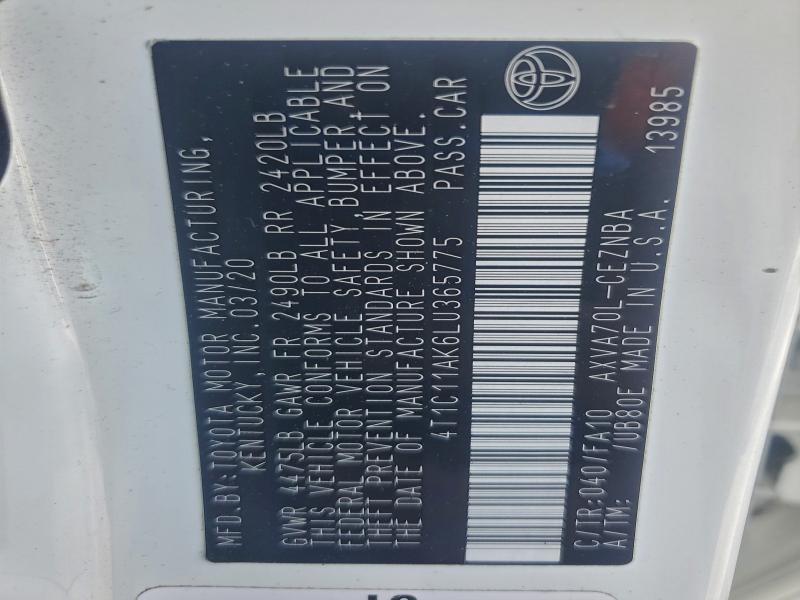 MFD.BY:TOYOTA MOTOR MANUFACTURING,
KENTUCKY, INC.03/20
GVWR 4475LB GAWR FR 2490LB RR 2420LB
THIS VEHICLE CONFORMS TO ALL APPLICABLE
FEDERAL MOTOR VEHICLE SAFETY, BUMPER, AND
THEFT PREVENTION STANDARDS IN EFFECT ON
THE DATE OF MANUFACTURE SHOWN ABOVE.
4T1C11AK6LU365775 PASS.CAR
C/TR:040/FA10 AXVA70L-CEZNBA
A/TM: /UB80E MADE IN U.S.A. 13985